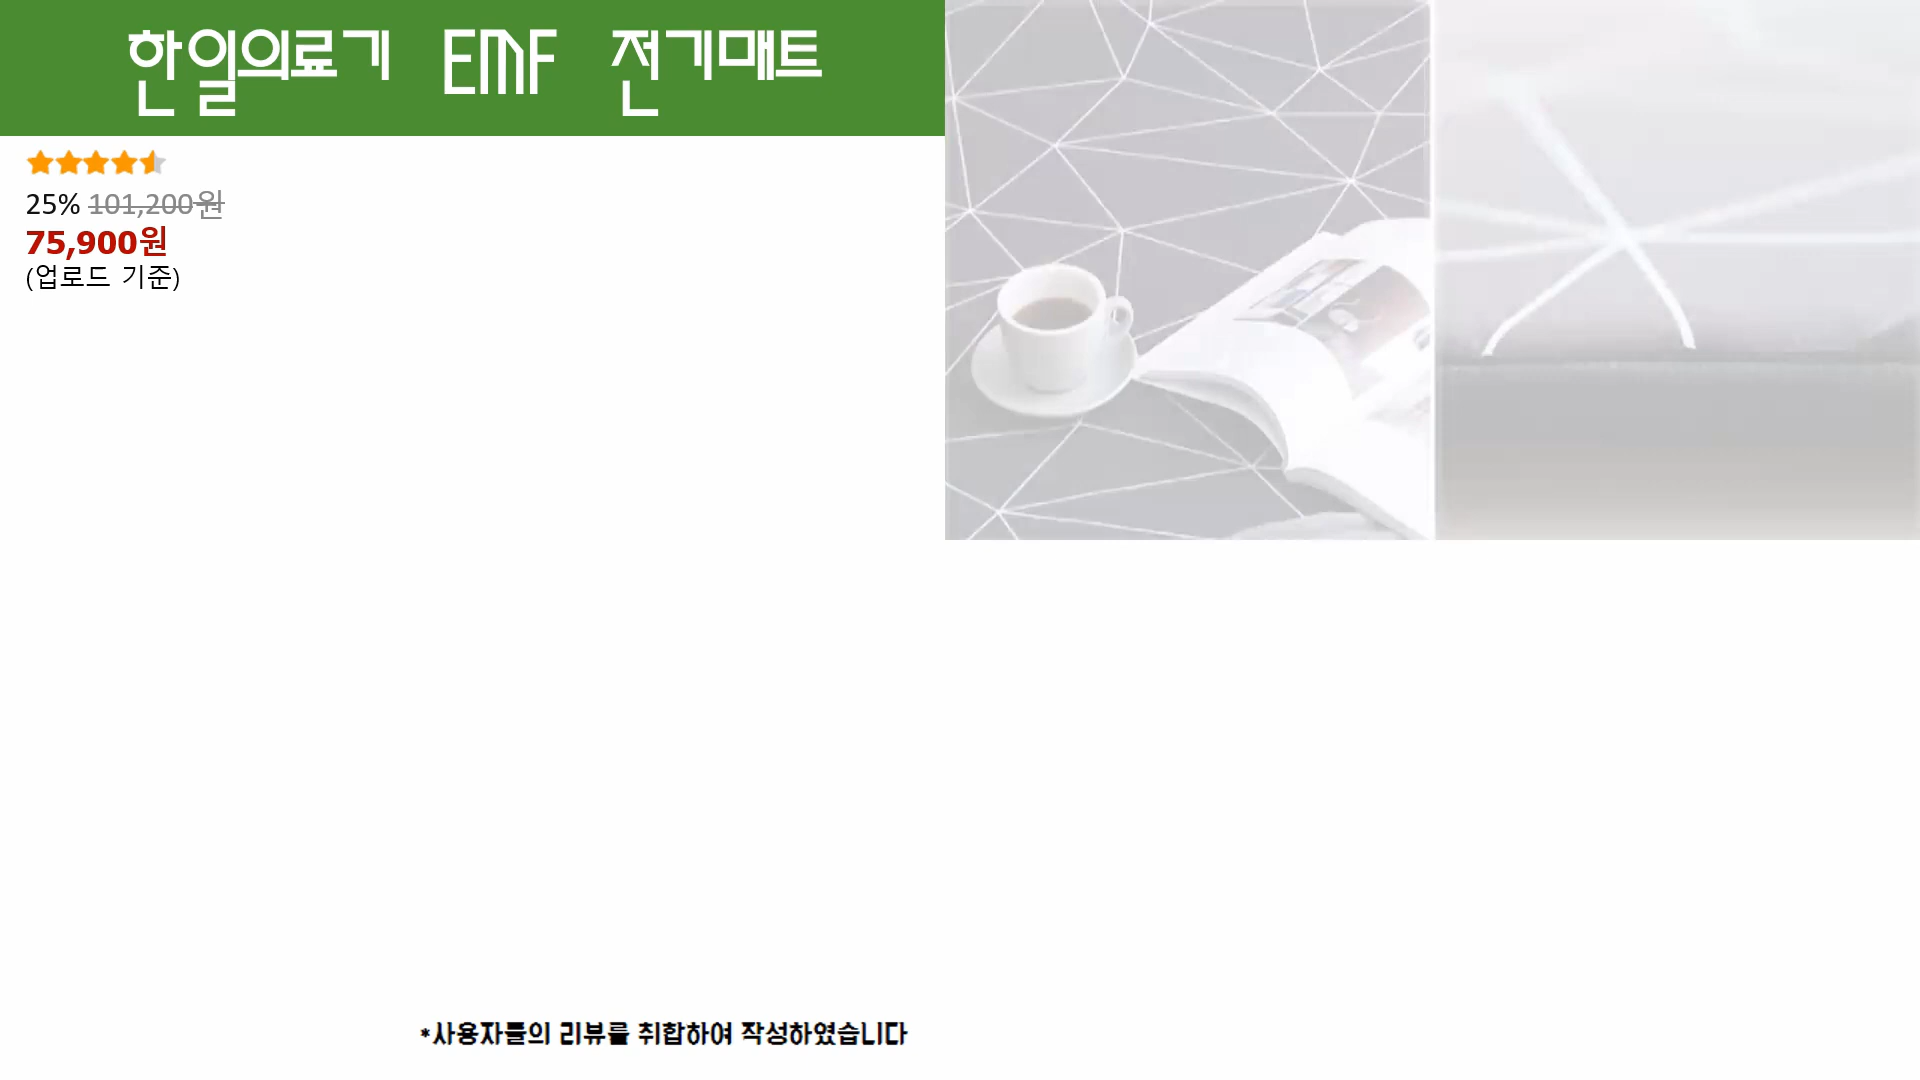 한일의료기 EMF 전기매트
25% 101,200원
75,900원
(업로드 기준)
*사용자들의 리뷰를 취합하여 작성하였습니다